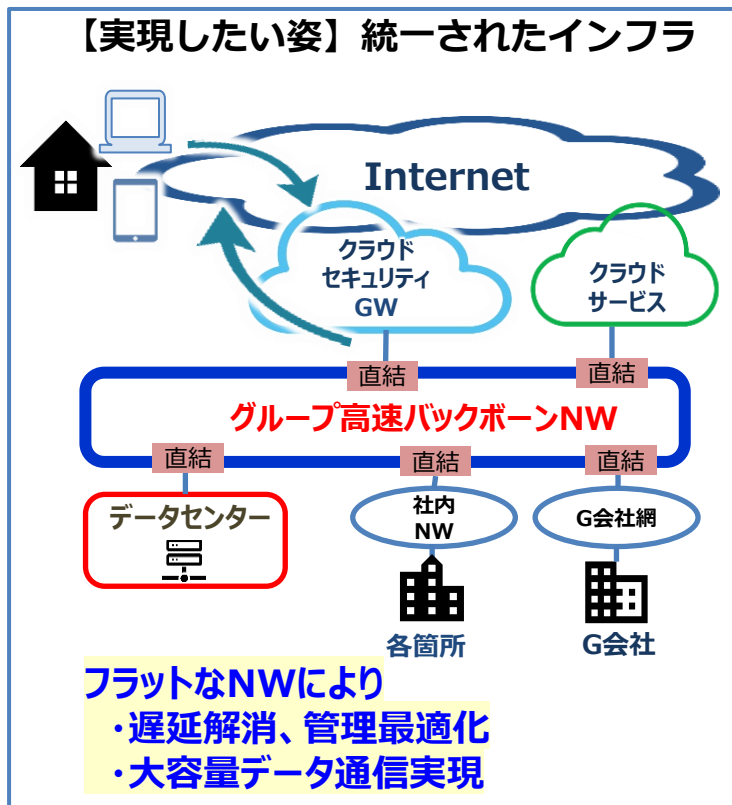 【実現したい姿】統一されたインフラ
Internet
クラウド
セキュリティ
GW
クラウド
サービス
直結
直結
グループ高速バックボーンNW
直結
直結
直結
データセンター
社内
NW
G会社網
各箇所
G会社
フラットなNWにより
・遅延解消、管理最適化
・大容量データ通信実現